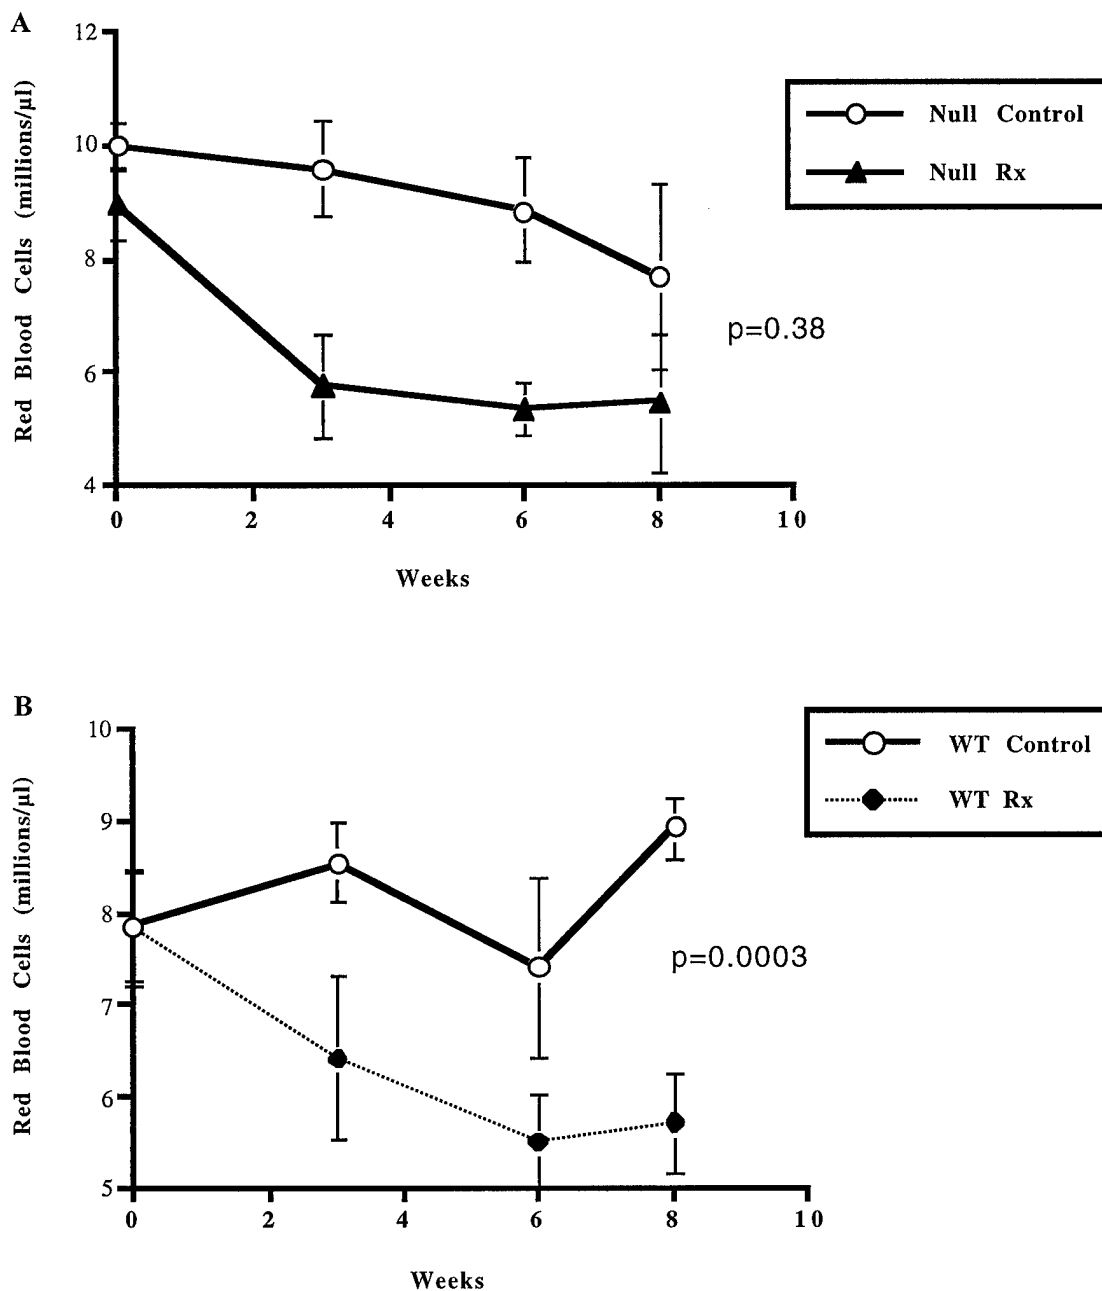 A
12
10
8
6
4
Red Blood Cells (millions/µl)
Null Control
Null Rx
p=0.38
0 2 4 6 8 10
Weeks
B
10
9
8
7
6
5
Red Blood Cells (millions/µl)
WT Control
WT Rx
p=0.0003
0 2 4 6 8 10
Weeks